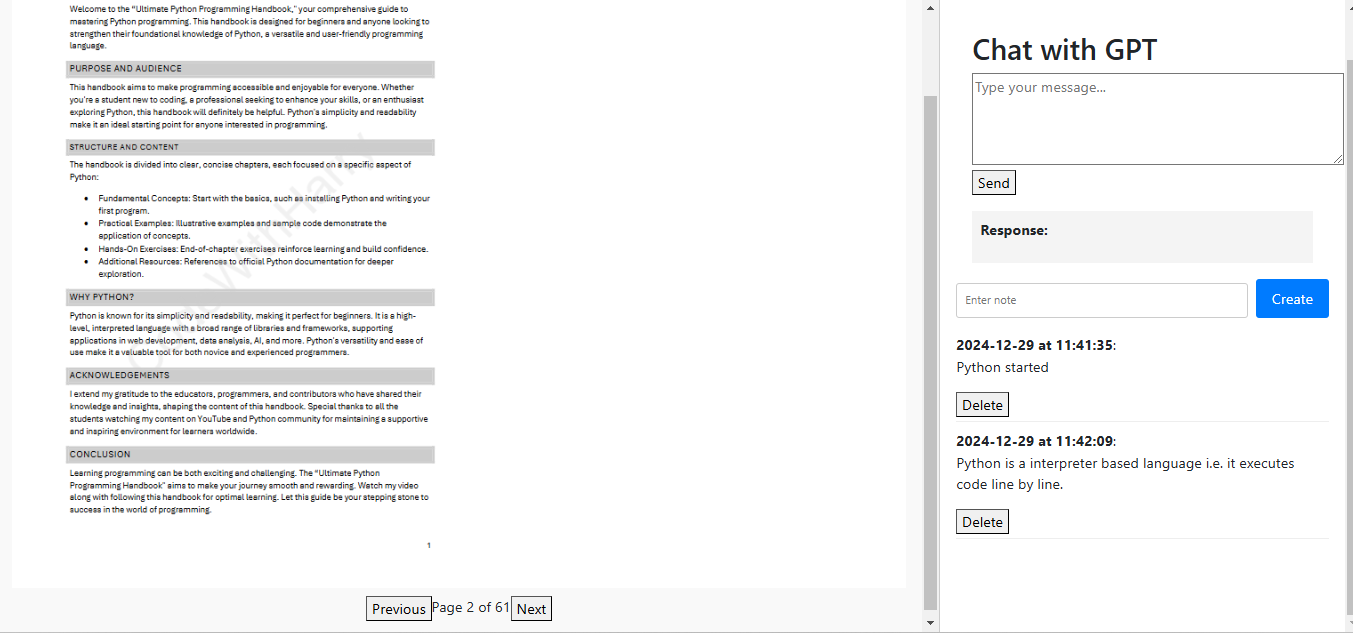 Welcome to the “Ultimate Python Programming Handbook,” your comprehensive guide to
mastering Python programming. This handbook is designed for beginners and anyone looking to
strengthen their foundational knowledge of Python, a versatile and user-friendly programming
language.
PURPOSE AND AUDIENCE
This handbook aims to make programming accessible and enjoyable for everyone. Whether
you're a student new to coding, a professional seeking to enhance your skills, or an enthusiast
exploring Python, this handbook will definitely be helpful. Python's simplicity and readability
make it an ideal starting point for anyone interested in programming.
STRUCTURE AND CONTENT
The handbook is divided into clear, concise chapters, each focused on a specific aspect of
Python:
• Fundamental Concepts: Start with the basics, such as installing Python and writing your
first program.
• Practical Examples: Illustrative examples and sample code demonstrate the
application of concepts.
• Hands-On Exercises: End-of-chapter exercises reinforce learning and build confidence.
• Additional Resources: References to official Python documentation for deeper
exploration.
WHY PYTHON?
Python is known for its simplicity and readability, making it perfect for beginners. It is a high-
level, interpreted language with a broad range of libraries and frameworks, supporting
applications in web development, data analysis, AI, and more. Python's versatility and ease of
use make it a valuable tool for both novice and experienced programmers.
ACKNOWLEDGEMENTS
I extend my gratitude to the educators, programmers, and contributors who have shared their
knowledge and insights, shaping the content of this handbook. Special thanks to all the
students watching my content on YouTube and Python community for maintaining a supportive
and inspiring environment for learners worldwide.
CONCLUSION
Learning programming can be both exciting and challenging. The “Ultimate Python
Programming Handbook” aims to make your journey smooth and rewarding. Watch my video
along with following this handbook for optimal learning. Let this guide be your stepping stone to
success in the world of programming.
1
Previous Page 2 of 61 Next
Chat with GPT
Type your message...
Send
Response:
Enter note
Create
2024-12-29 at 11:41:35:
Python started
Delete
2024-12-29 at 11:42:09:
Python is a interpreter based language i.e. it executes
code line by line.
Delete